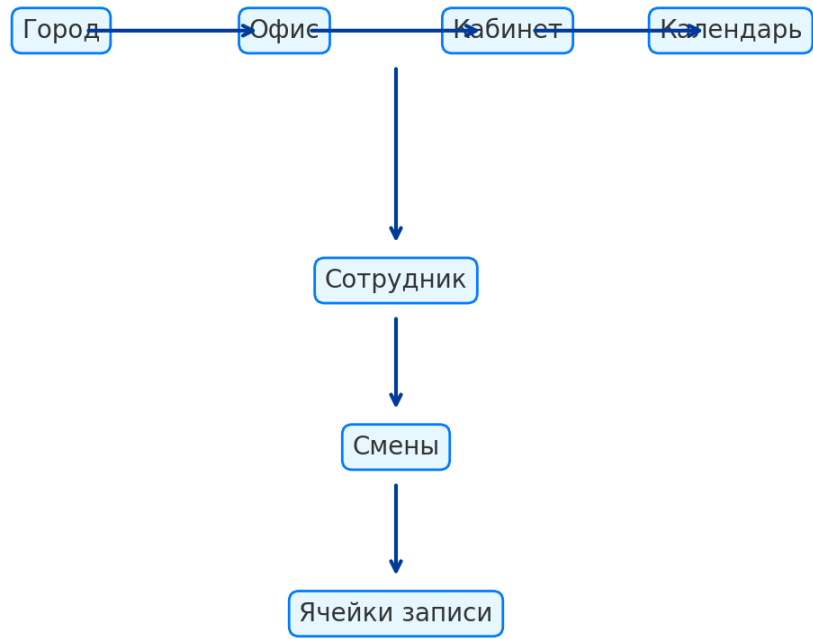 Город
Офис
Кабинет
Календарь
Сотрудник
Смены
Ячейки записи